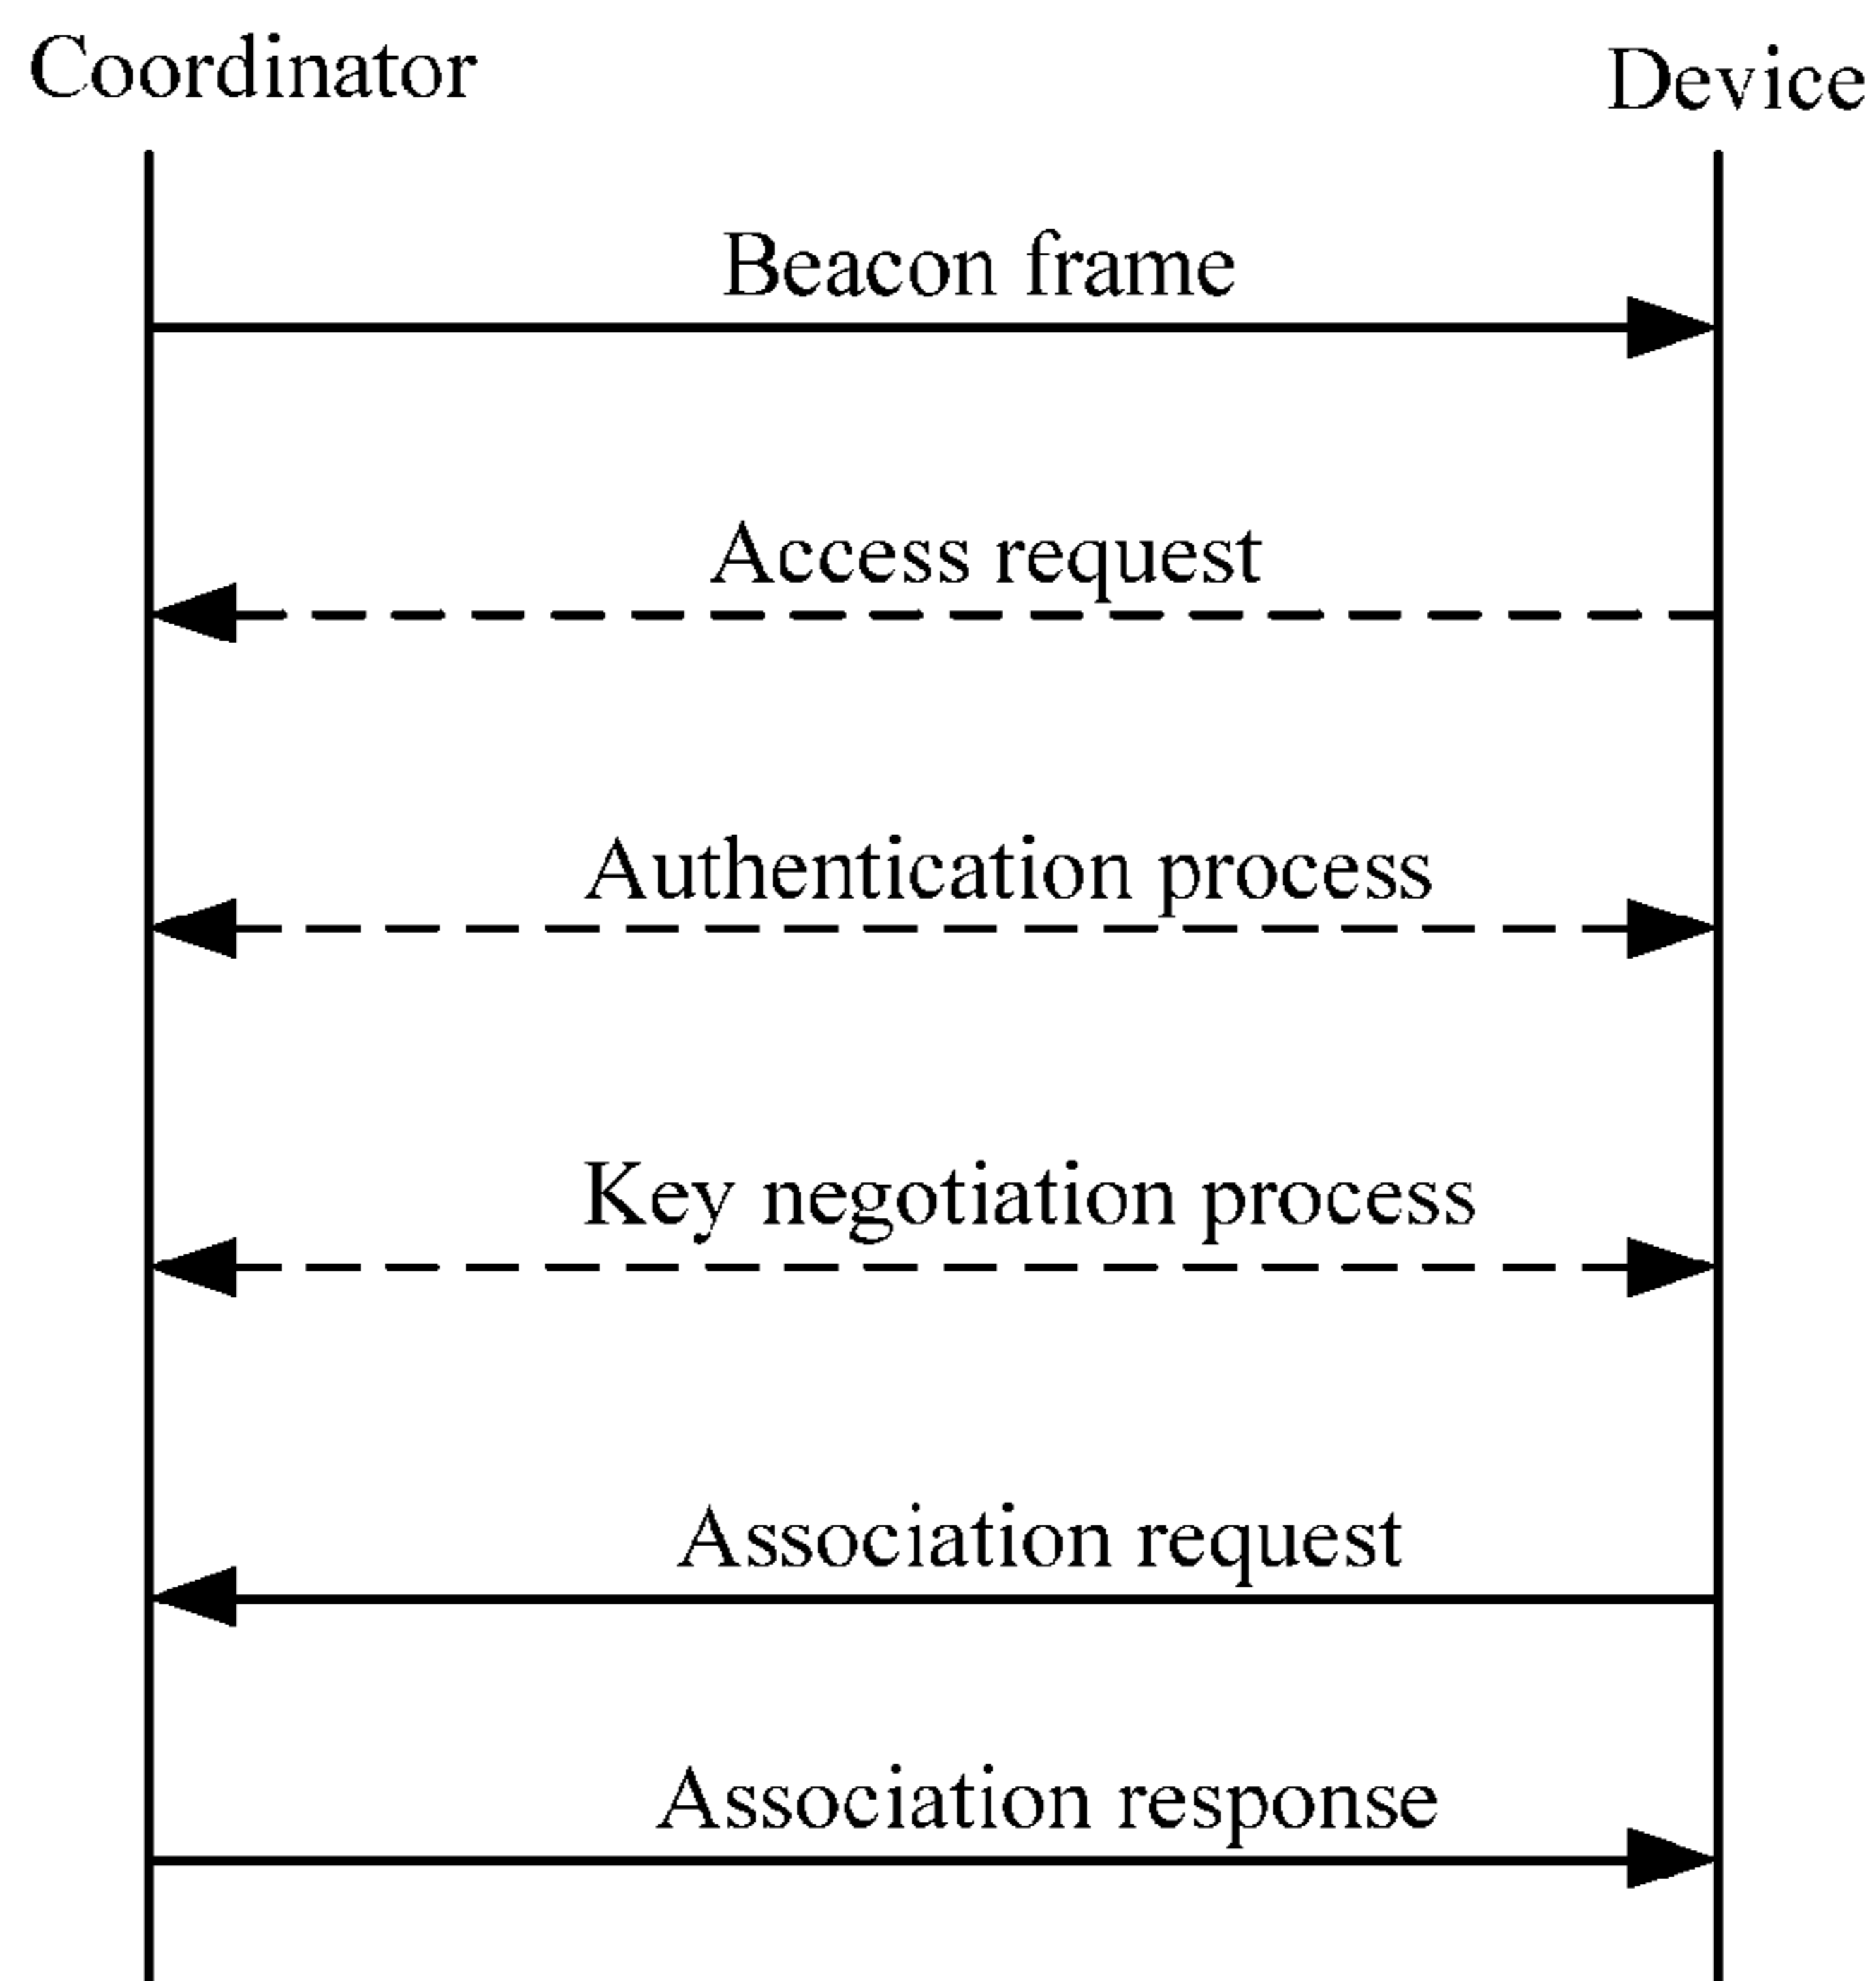 Coordinator
Device
Beacon frame
Access request
Authentication process
Key negotiation process
Association request
Association response